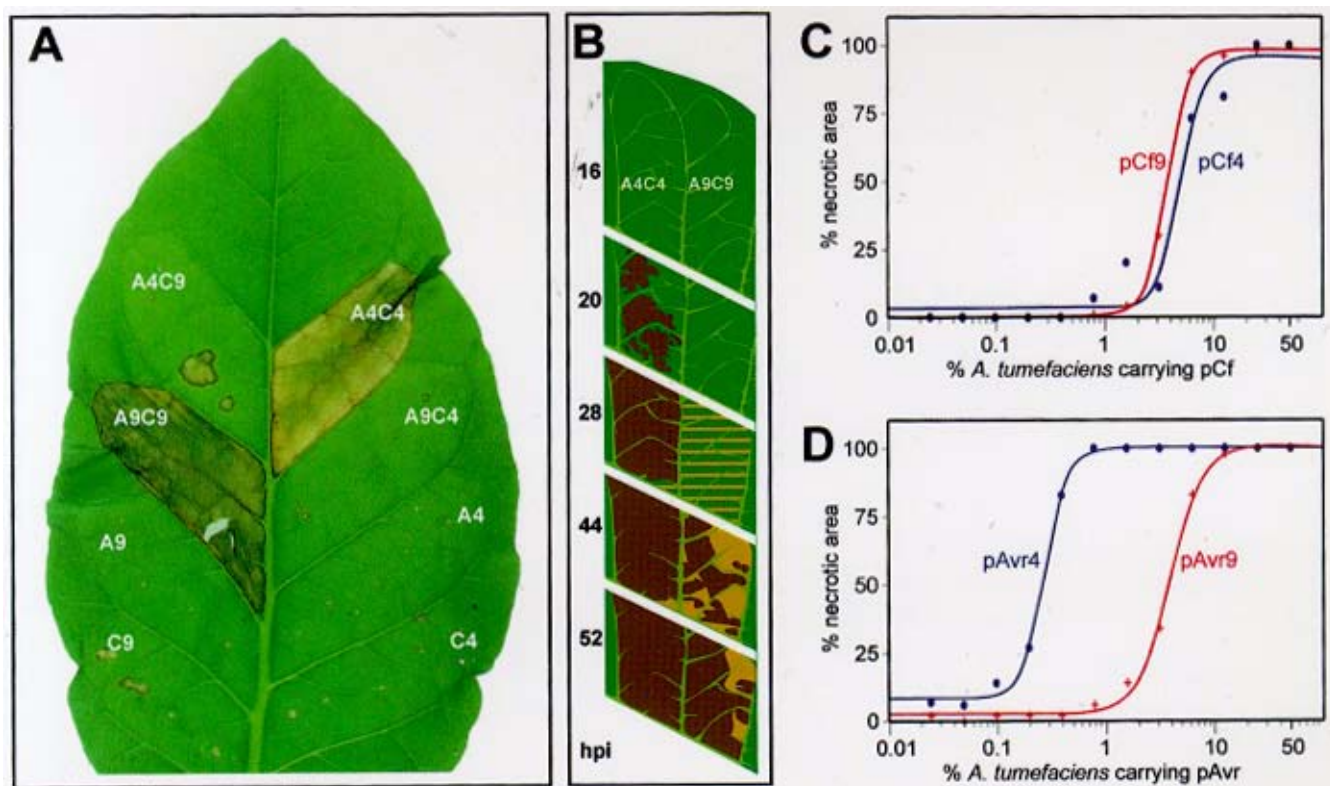 A
A4C9
A4C4
A9C9
A9C4
A9
A4
C9
C4
B
16
A4C4
A9C9
20
28
44
52
hpi
C
100
75
50
25
0
% necrotic area
pCf9
pCf4
0.01
0.1
1
10
50
% A. tumefaciens carrying pCf
D
100
75
50
25
0
% necrotic area
pAvr4
pAvr9
0.01
0.1
1
10
50
% A. tumefaciens carrying pAvr